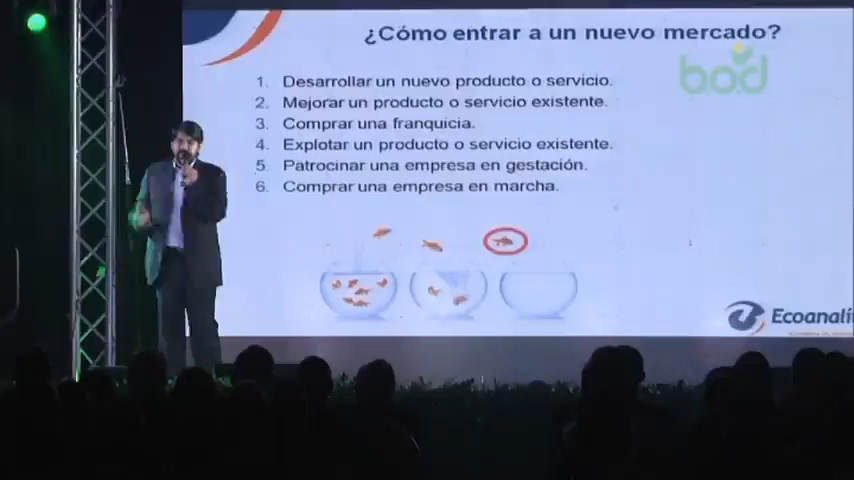 ¿Cómo entrar a un nuevo mercado?
bod
1. Desarrollar un nuevo producto o servicio.
2. Mejorar un producto o servicio existente.
3. Comprar una franquicia.
4. Explotar un producto o servicio existente.
5. Patrocinar una empresa en gestación.
6. Comprar una empresa en marcha.
Ecoanalí